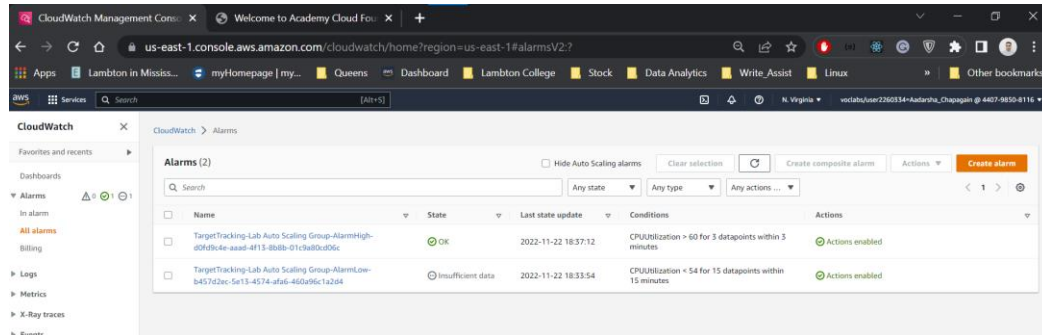 CloudWatch Management Conso
Welcome to Academy Cloud Fou
us-east-1.console.aws.amazon.com/cloudwatch/home?region=us-east-1#alarmsV2:?
Apps Lambton in Mississ... myHomepage | my... Queens Dashboard Lambton College Stock Data Analytics Write_Assist Linux » Other bookmarks
aws Services Search [Alt+S] N. Virginia voclabs/user2260334=Aadarsha_Chapagain @ 4407-9850-8116
CloudWatch
Favorites and recents
Dashboards
Alarms 0 1 1
In alarm
All alarms
Billing
Logs
Metrics
X-Ray traces
Events
CloudWatch > Alarms
Alarms (2) Hide Auto Scaling alarms Clear selection Create composite alarm Actions Create alarm
Search Any state Any type Any actions ... < 1 >
Name State Last state update Conditions Actions
TargetTracking-Lab Auto Scaling Group-AlarmHigh-
d0fd9c4e-aaad-4f13-8b8b-01c9a80cd06c
OK
2022-11-22 18:37:12
CPUUtilization > 60 for 3 datapoints within 3
minutes
Actions enabled
TargetTracking-Lab Auto Scaling Group-AlarmLow-
b457d2ec-5e13-4574-afa6-460a96c1a2d4
Insufficient data
2022-11-22 18:33:54
CPUUtilization < 54 for 15 datapoints within
15 minutes
Actions enabled